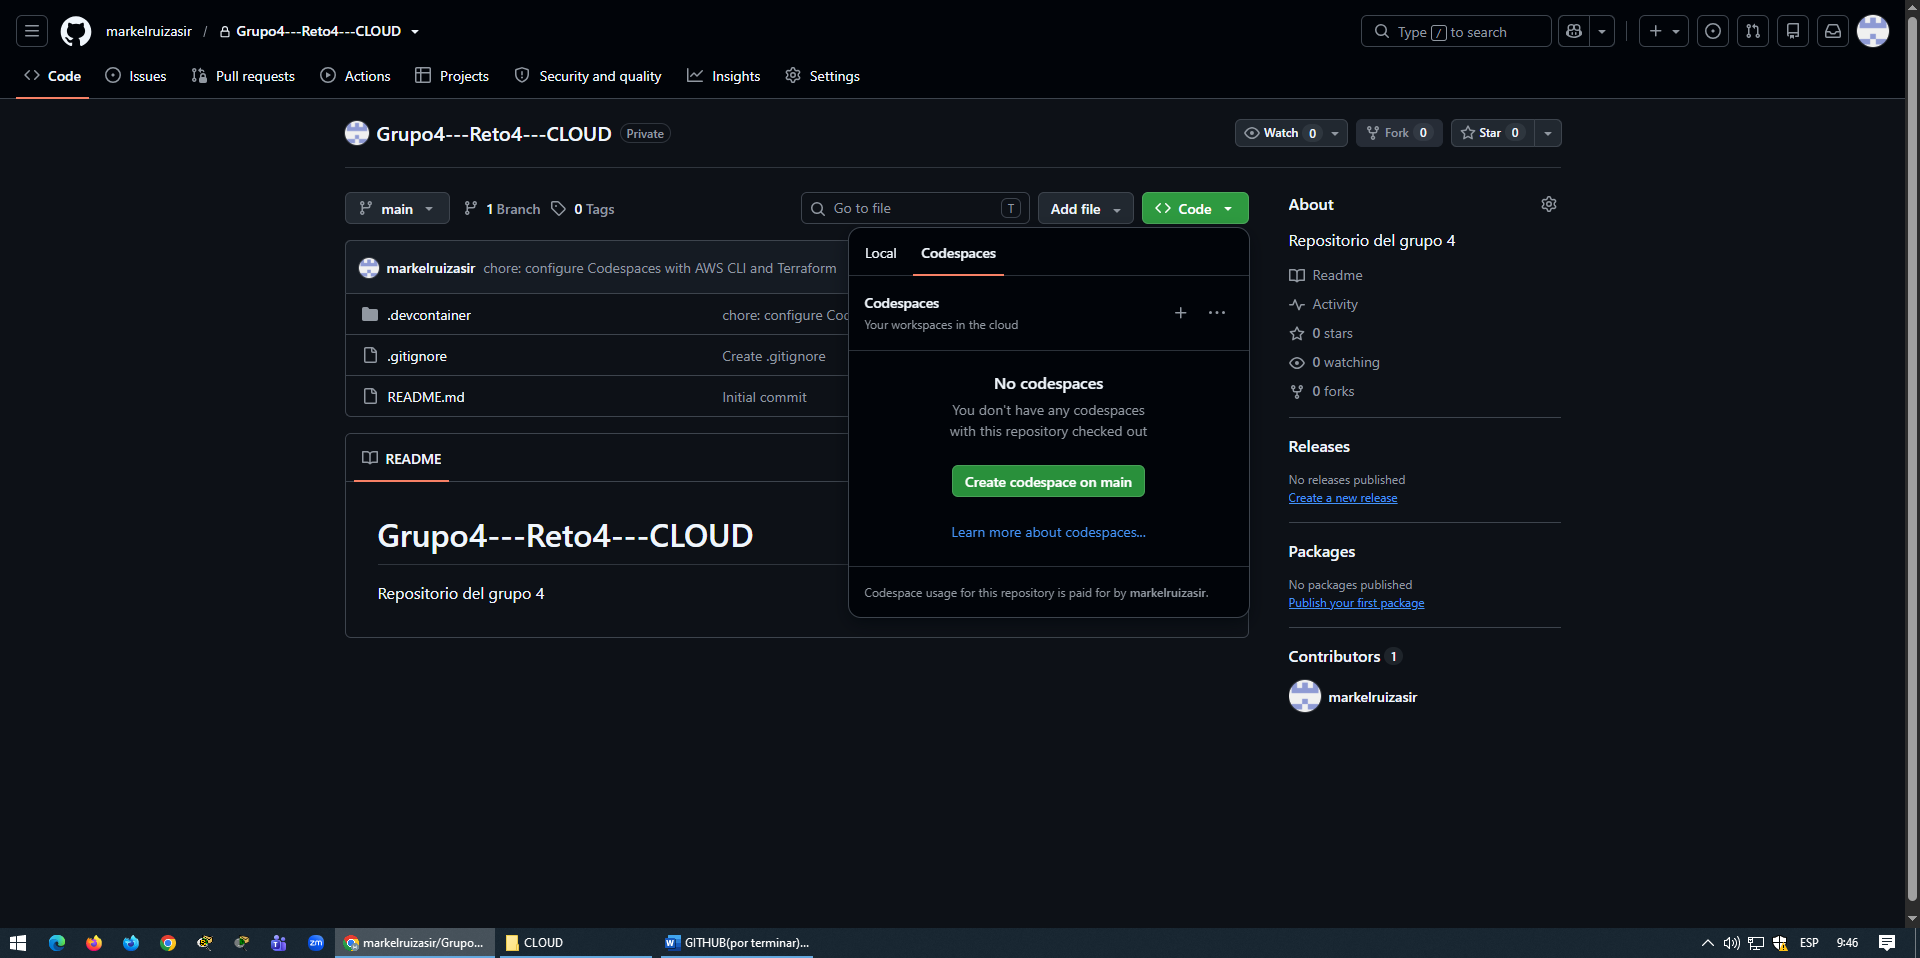 markelruizasir / Grupo4---Reto4---CLOUD
Type / to search
Code Issues Pull requests Actions Projects Security and quality Insights Settings
Grupo4---Reto4---CLOUD Private
Watch 0 Fork 0 Star 0
main 1 Branch 0 Tags
Go to file T Add file Code
markelruizasir chore: configure Codespaces with AWS CLI and Terraform
.devcontainer chore: configure Coc
.gitignore Create .gitignore
README.md Initial commit
README
Grupo4---Reto4---CLOUD
Repositorio del grupo 4
Local Codespaces
Codespaces
Your workspaces in the cloud
No codespaces
You don't have any codespaces
with this repository checked out
Create codespace on main
Learn more about codespaces...
Codespace usage for this repository is paid for by markelruizasir.
About
Repositorio del grupo 4
Readme
Activity
0 stars
0 watching
0 forks
Releases
No releases published
Create a new release
Packages
No packages published
Publish your first package
Contributors 1
markelruizasir
zm
markelruizasir/Grupo...
CLOUD
GITHUB(por terminar)...
ESP
9:46